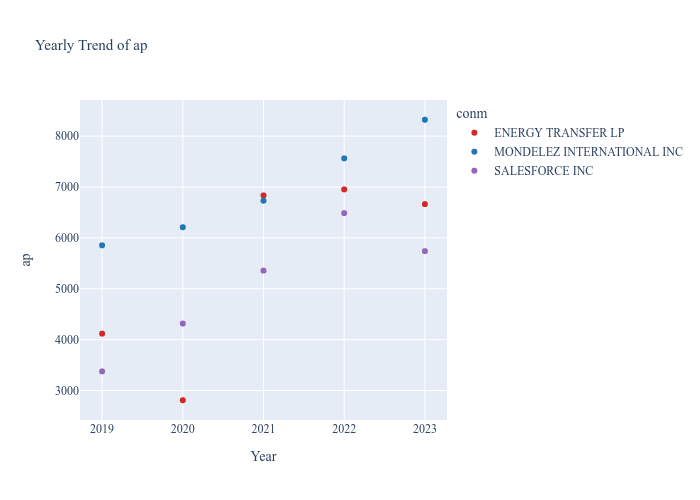 Yearly Trend of ap
conm
ENERGY TRANSFER LP
MONDELEZ INTERNATIONAL INC
SALESFORCE INC
ap
8000
7000
6000
5000
4000
3000
2019 2020 2021 2022 2023
Year